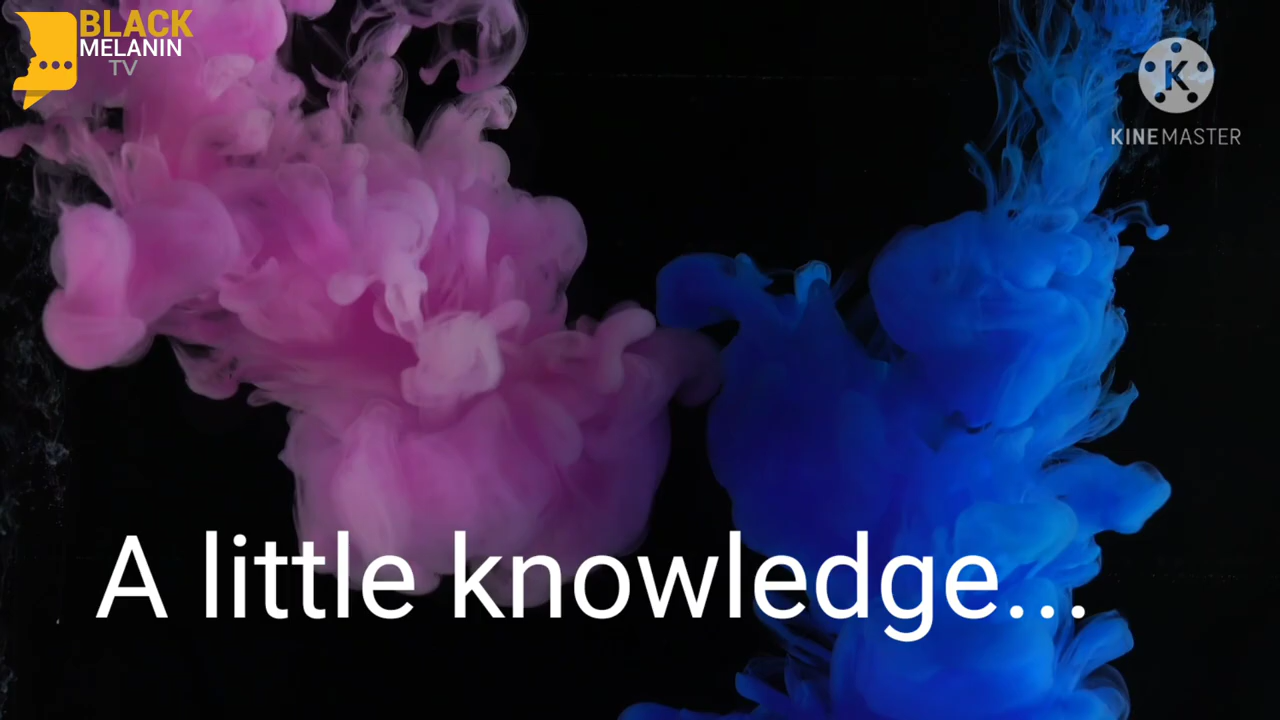 BLACK
MELANIN
TV
K
KINEMASTER
A little knowledge...